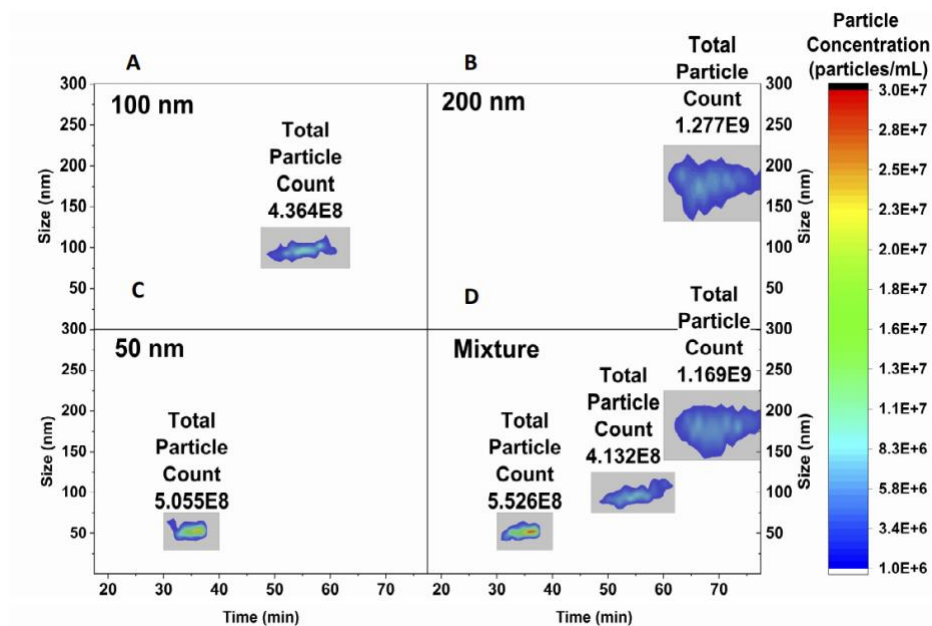 A
B
Total
Particle
Count
1.277E9
Particle
Concentration
(particles/mL)
300
250
200
150
100
50
Size (nm)
100 nm
Total
Particle
Count
4.364E8
200 nm
300
250
200
150
100
50
Size (nm)
C
D
300
250
200
150
100
50
Size (nm)
50 nm
Total
Particle
Count
5.055E8
Mixture
Total
Particle
Count
5.526E8
Total
Particle
Count
4.132E8
Total
Particle
Count
1.169E9
300
250
200
150
100
50
Size (nm)
20 30 40 50 60 70
Time (min)
20 30 40 50 60 70
Time (min)
3.0E+7
2.8E+7
2.5E+7
2.3E+7
2.0E+7
1.8E+7
1.6E+7
1.3E+7
1.1E+7
8.2E+6
5.8E+6
3.4E+6
1.0E+6